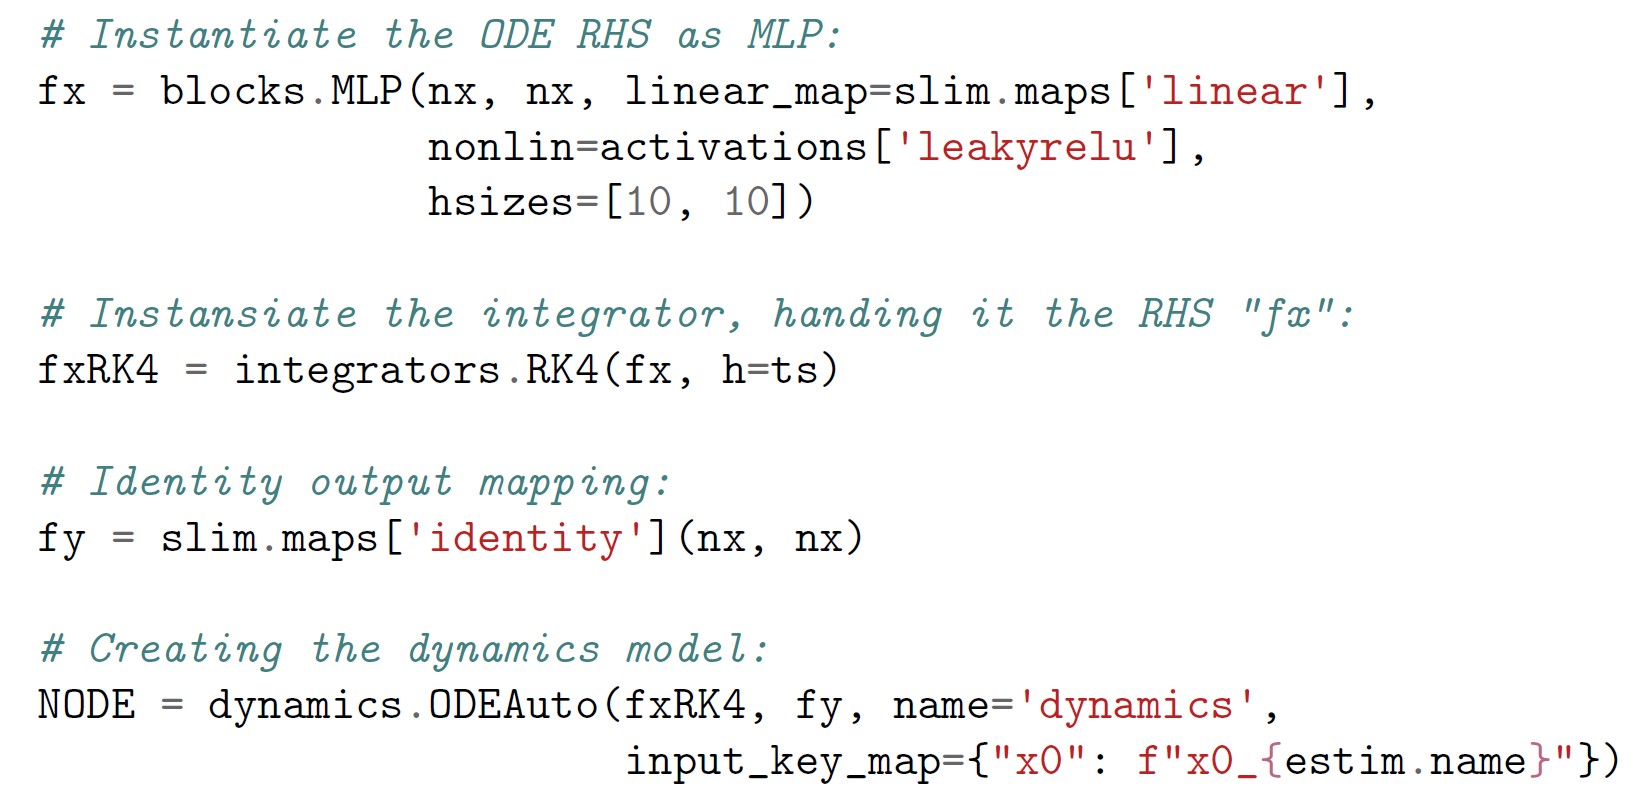 # Instantiate the ODE RHS as MLP:
fx = blocks.MLP(nx, nx, linear_map=slim.maps['linear'],
                nonlin=activations['leakyrelu'],
                hsizes=[10, 10])

# Instansiate the integrator, handing it the RHS "fx":
fxRK4 = integrators.RK4(fx, h=ts)

# Identity output mapping:
fy = slim.maps['identity'](nx, nx)

# Creating the dynamics model:
NODE = dynamics.ODEAuto(fxRK4, fy, name='dynamics',
                        input_key_map={"x0": f"x0_{estim.name}"})